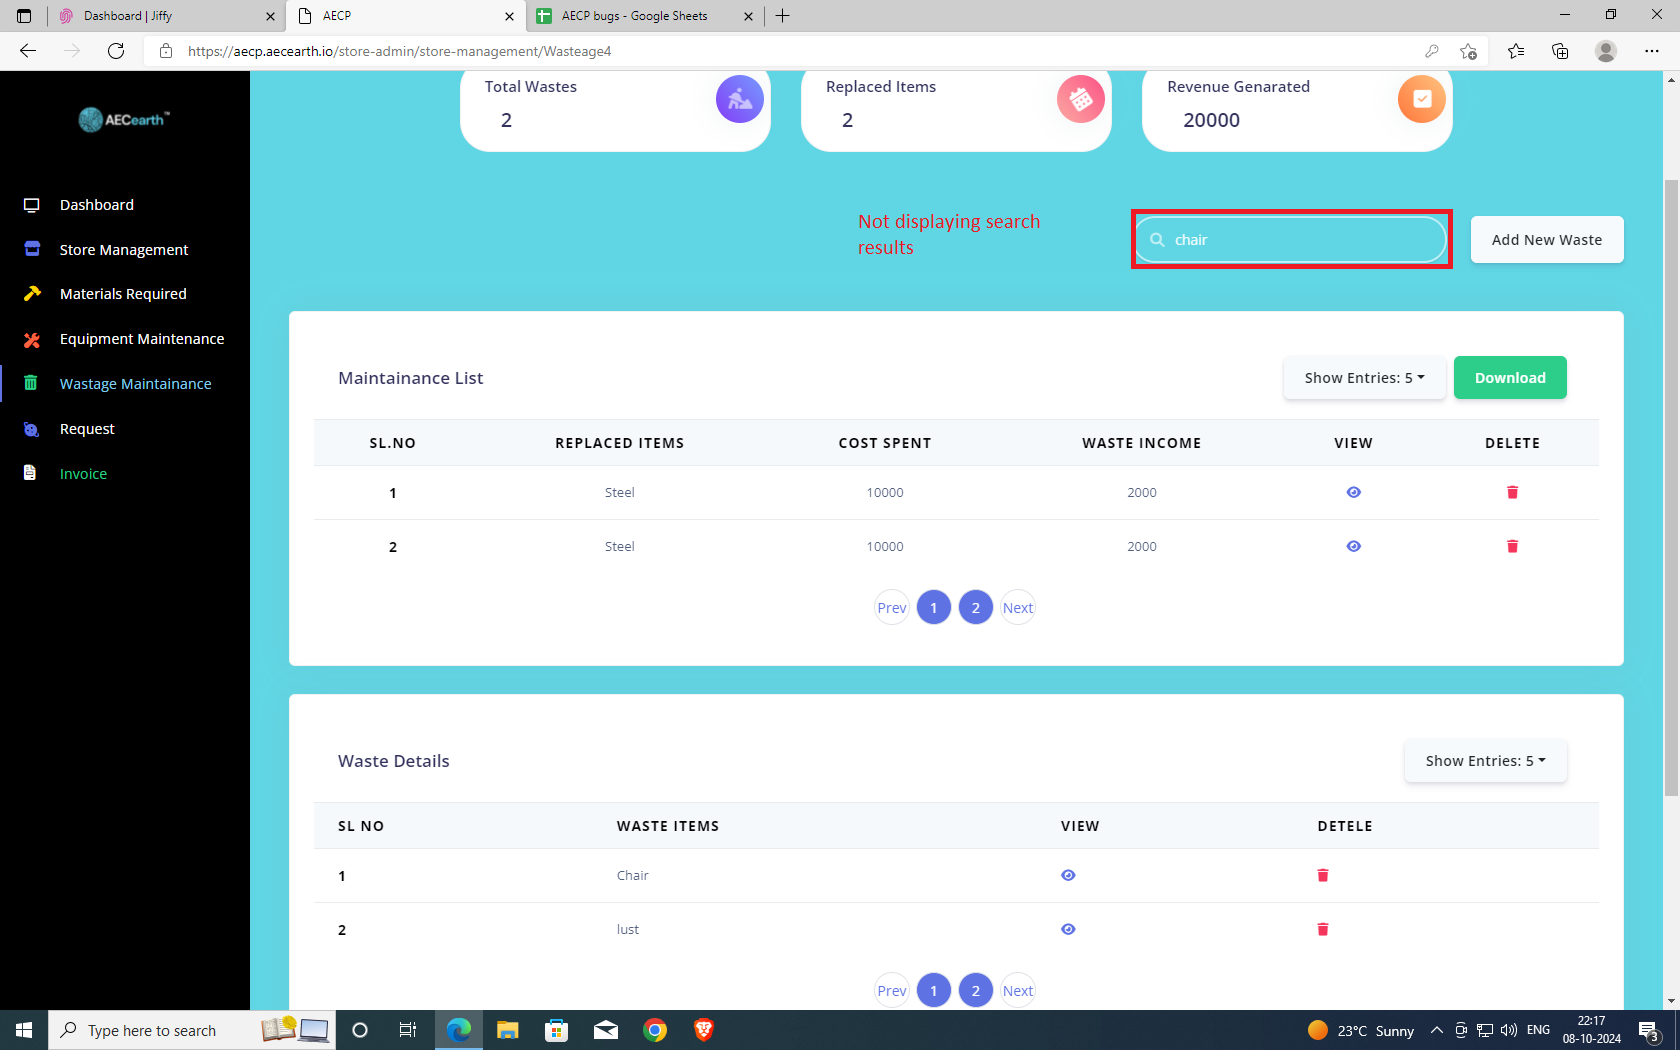 Dashboard | Jiffy
AECP
AECP bugs - Google Sheets
https://aecp.aecearth.io/store-admin/store-management/Wasteage4
AECearth™
Dashboard
Store Management
Materials Required
Equipment Maintenance
Wastage Maintainance
Request
Invoice
Total Wastes
2
Replaced Items
2
Revenue Genarated
20000
Not displaying search
results
chair
Add New Waste
Maintainance List
Show Entries: 5
Download
SL.NO REPLACED ITEMS COST SPENT WASTE INCOME VIEW DELETE
1 Steel 10000 2000
2 Steel 10000 2000
Prev 1 2 Next
Waste Details
Show Entries: 5
SL NO WASTE ITEMS VIEW DETELE
1 Chair
2 lust
Prev 1 2 Next
Type here to search
23°C Sunny
ENG
22:17
08-10-2024
3